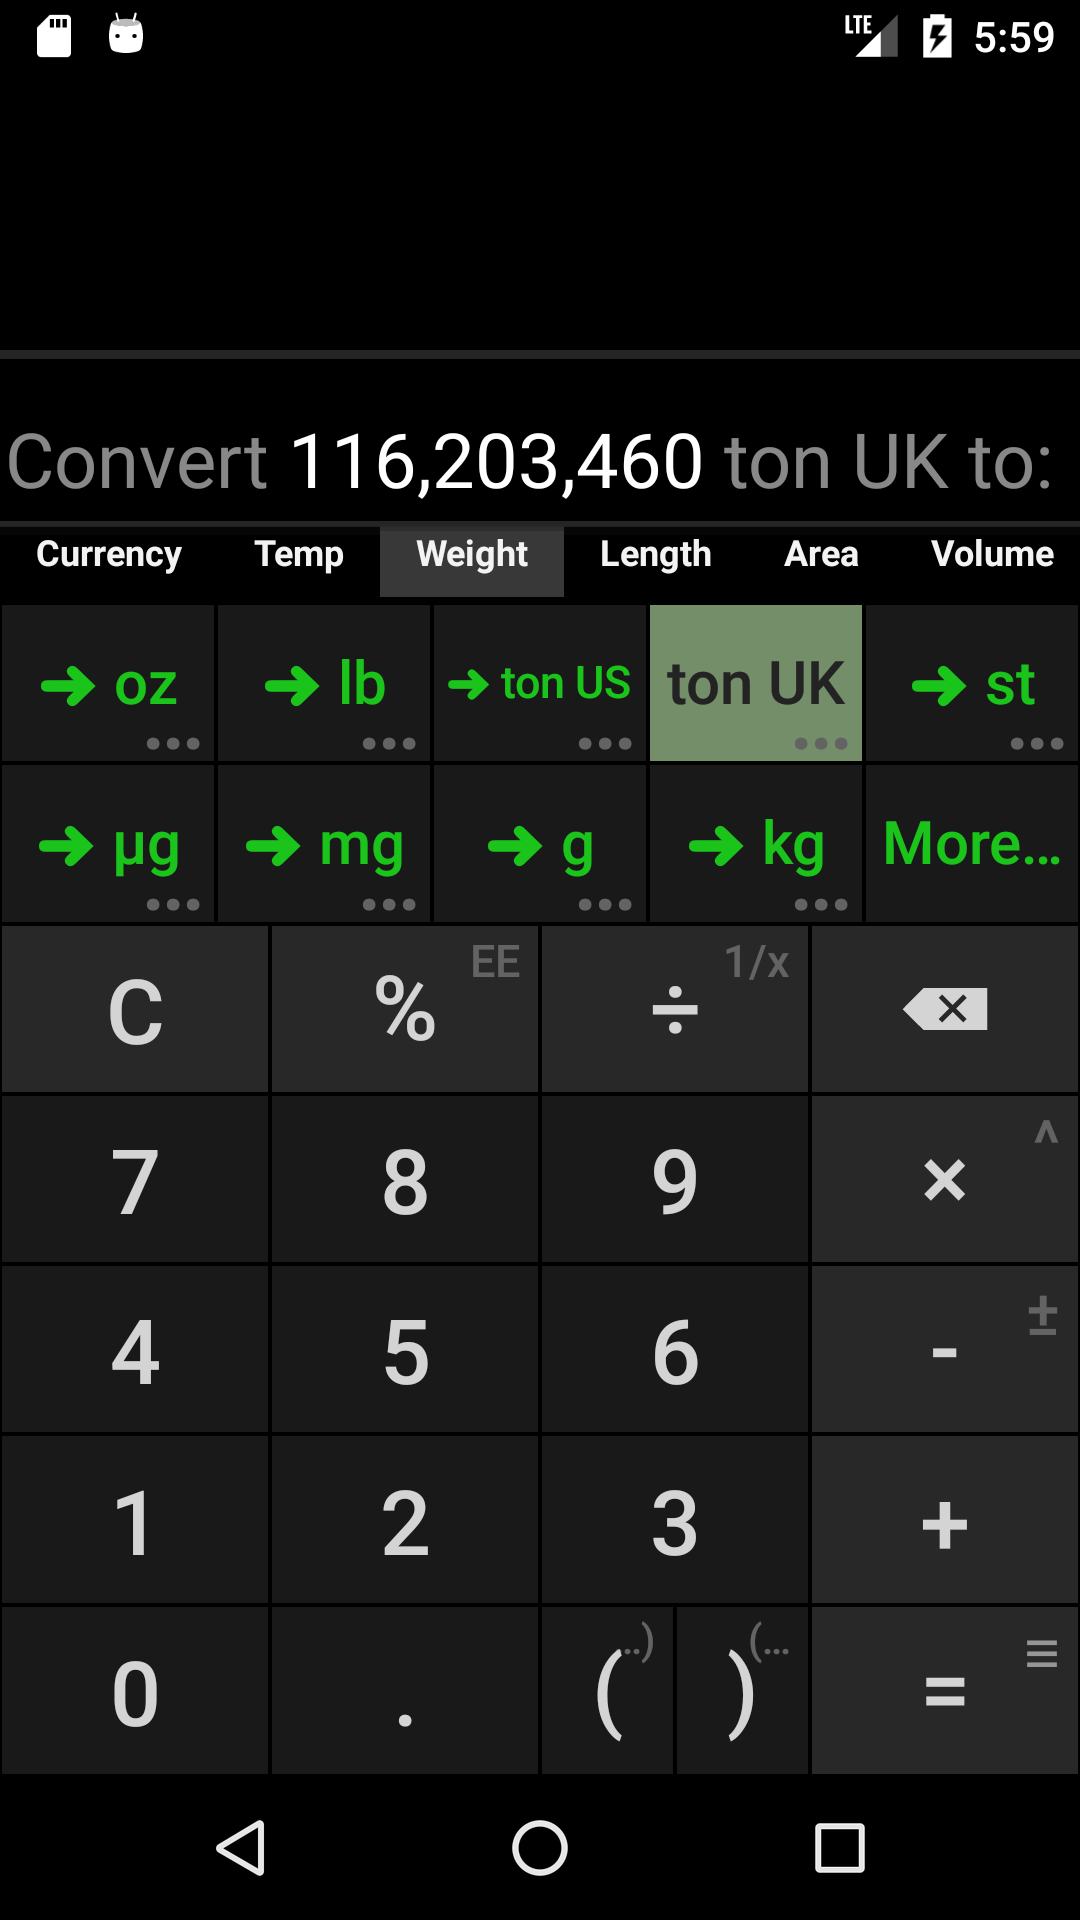 LTE 5:59
Convert 116,203,460 ton UK to:
Currency Temp Weight Length Area Volume
→ oz → lb → ton US ton UK → st
→ µg → mg → g → kg More...
C % EE ÷ 1/x
7 8 9 × ^
4 5 6 - ±
1 2 3 +
0 . ( ..) ) (... = ≡